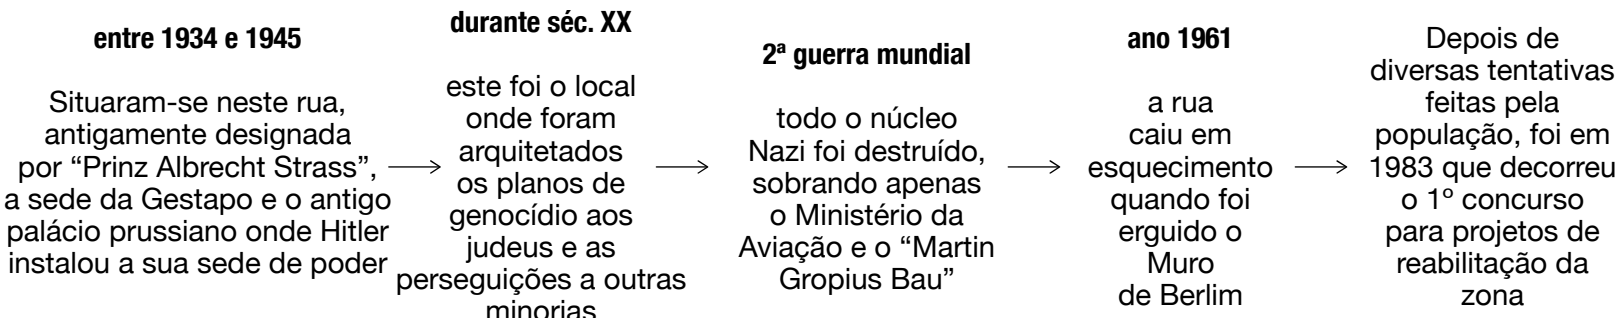 entre 1934 e 1945
Situaram-se neste rua,
antigamente designada
por “Prinz Albrecht Strass”,
a sede da Gestapo e o antigo
palácio prussiano onde Hitler
instalou a sua sede de poder
durante séc. XX
este foi o local
onde foram
arquitetados
os planos de
genocídio aos
judeus e as
perseguições a outras
minorias
2ª guerra mundial
todo o núcleo
Nazi foi destruído,
sobrando apenas
o Ministério da
Aviação e o “Martin
Gropius Bau”
ano 1961
a rua
caiu em
esquecimento
quando foi
erguido o
Muro
de Berlim
Depois de
diversas tentativas
feitas pela
população, foi em
1983 que decorreu
o 1º concurso
para projetos de
reabilitação da
zona